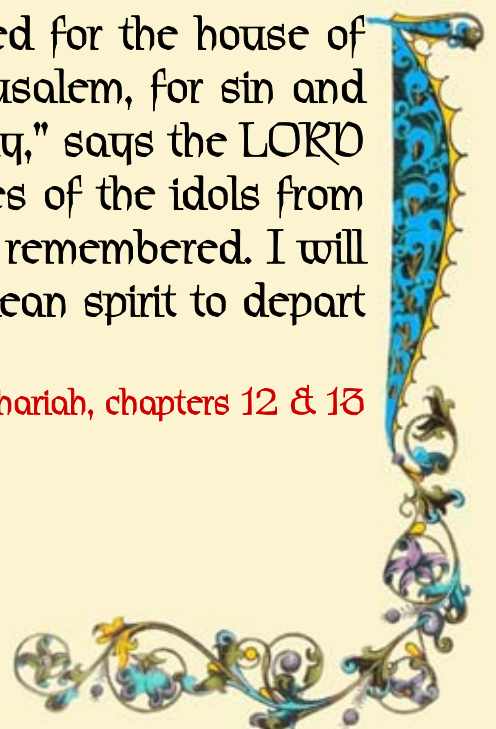 ed for the house of
usalem, for sin and
y," says the LORD
es of the idols from
remembered. I will
ean spirit to depart
hariah, chapters 12 & 13